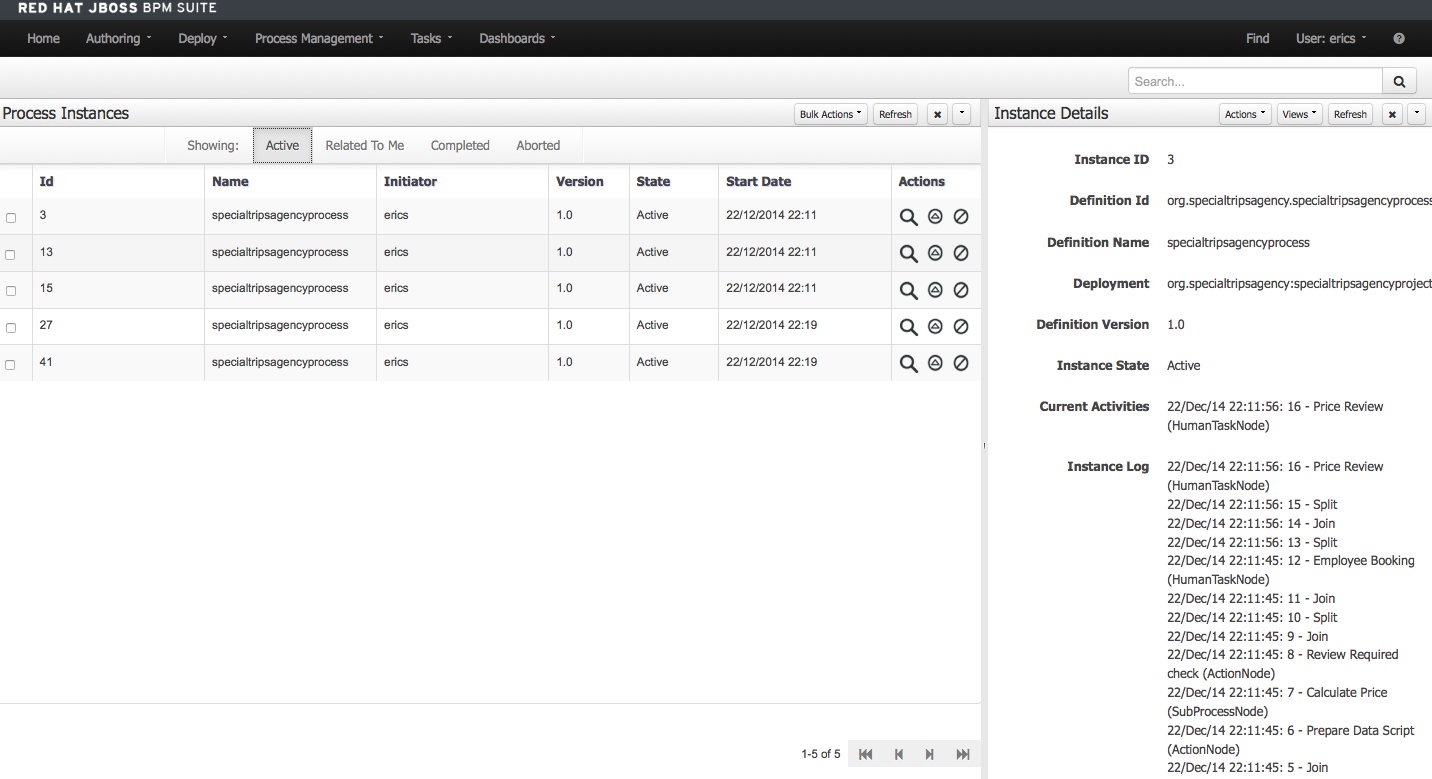 RED HAT JBOSS BPM SUITE
Home Authoring Deploy Process Management Tasks Dashboards Find User: erics ?
Search...
Process Instances Bulk Actions Refresh
Showing: Active Related To Me Completed Aborted
Id Name Initiator Version State Start Date Actions
3 specialtripsagencyprocess erics 1.0 Active 22/12/2014 22:11
13 specialtripsagencyprocess erics 1.0 Active 22/12/2014 22:11
15 specialtripsagencyprocess erics 1.0 Active 22/12/2014 22:11
27 specialtripsagencyprocess erics 1.0 Active 22/12/2014 22:19
41 specialtripsagencyprocess erics 1.0 Active 22/12/2014 22:19
1-5 of 5
Instance Details Actions Views Refresh
Instance ID 3
Definition Id org.specialtripsagency.specialtripsagencyprocess
Definition Name specialtripsagencyprocess
Deployment org.specialtripsagency:specialtripsagencyproject
Definition Version 1.0
Instance State Active
Current Activities 22/Dec/14 22:11:56: 16 - Price Review
(HumanTaskNode)
Instance Log 22/Dec/14 22:11:56: 16 - Price Review
(HumanTaskNode)
22/Dec/14 22:11:56: 15 - Split
22/Dec/14 22:11:56: 14 - Join
22/Dec/14 22:11:56: 13 - Split
22/Dec/14 22:11:45: 12 - Employee Booking
(HumanTaskNode)
22/Dec/14 22:11:45: 11 - Join
22/Dec/14 22:11:45: 10 - Split
22/Dec/14 22:11:45: 9 - Join
22/Dec/14 22:11:45: 8 - Review Required
check (ActionNode)
22/Dec/14 22:11:45: 7 - Calculate Price
(SubProcessNode)
22/Dec/14 22:11:45: 6 - Prepare Data Script
(ActionNode)
22/Dec/14 22:11:45: 5 - Join